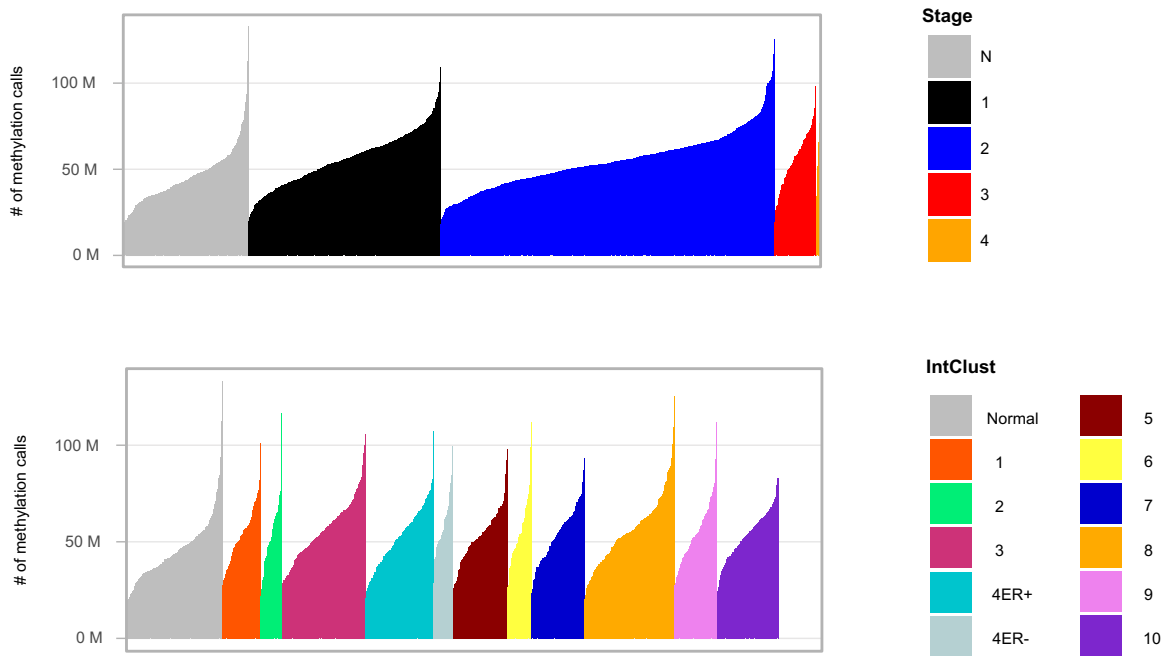 Stage
# of methylation calls
100 M
50 M
0 M
N
1
2
3
4
IntClust
# of methylation calls
100 M
50 M
0 M
Normal
1
2
3
4ER+
4ER-
5
6
7
8
9
10